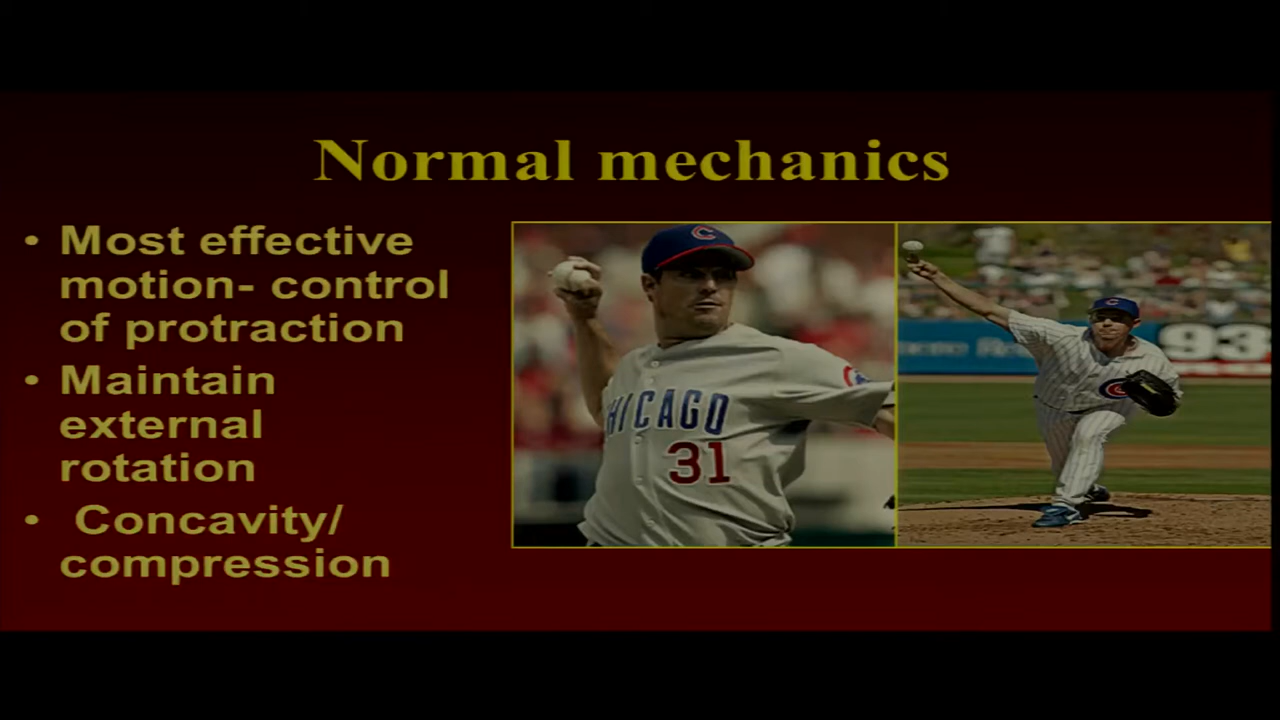 Normal mechanics
• Most effective
motion- control
of protraction
• Maintain
external
rotation
• Concavity/
compression
C
CHICAGO
31
C
93
C